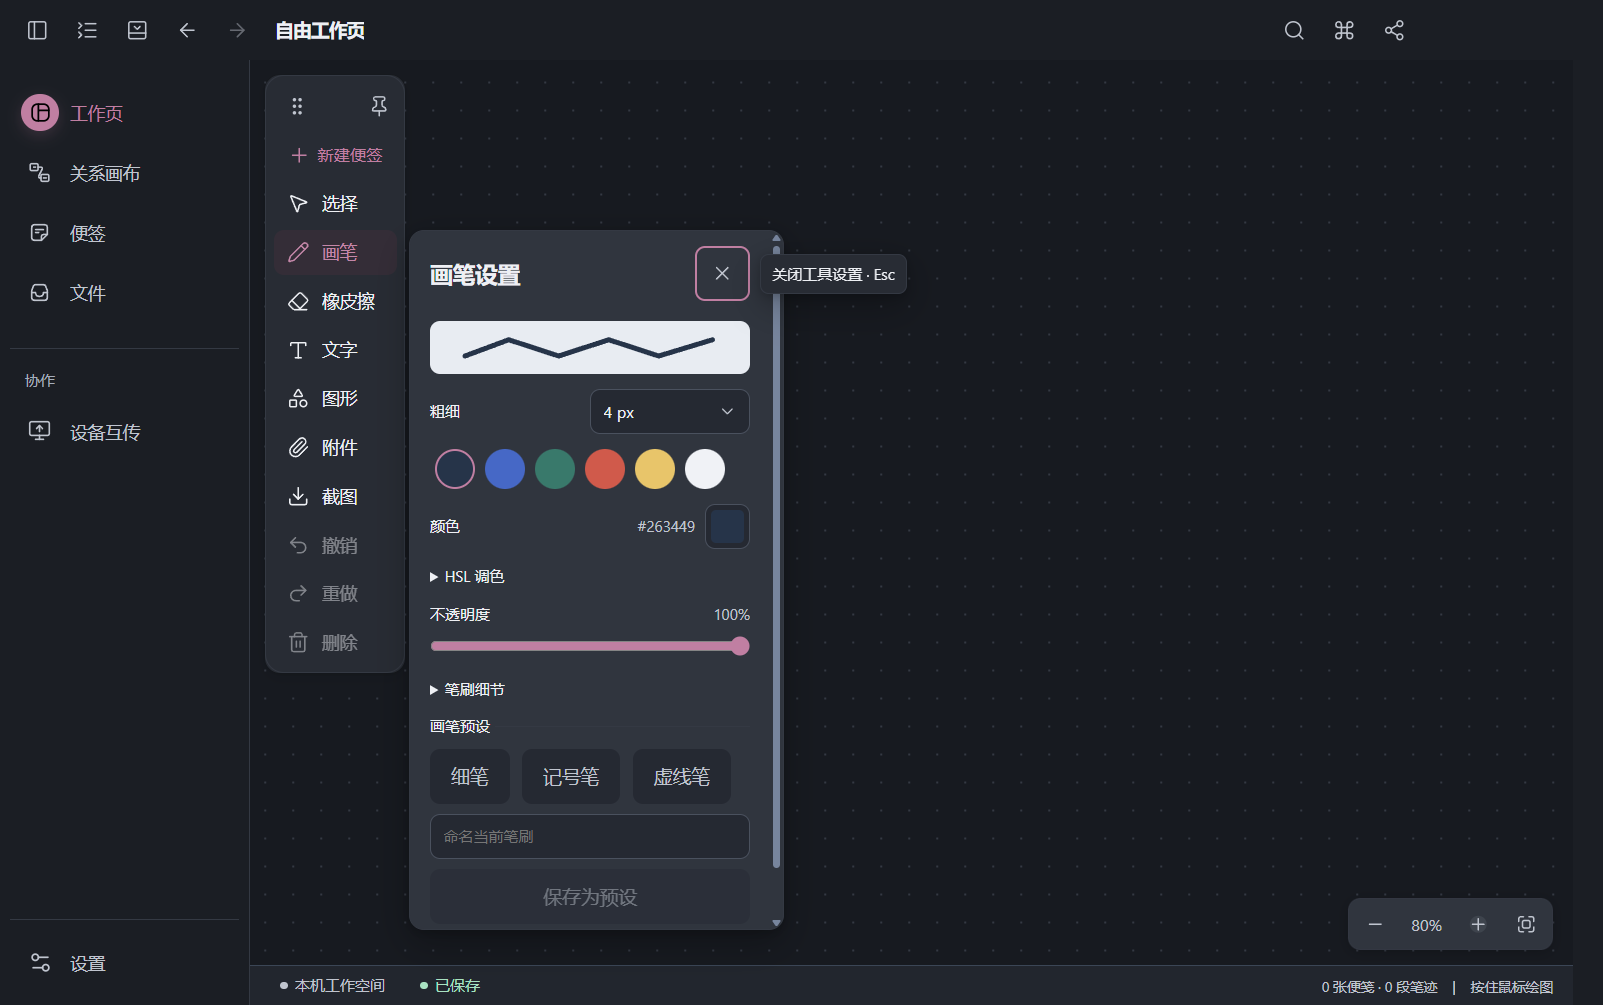 自由工作页
工作页
关系画布
便签
文件
协作
设备互传
设置
新建便签
选择
画笔
橡皮擦
文字
图形
附件
截图
撤销
重做
删除
画笔设置
关闭工具设置 · Esc
粗细
4 px
颜色
#263449
HSL 调色
不透明度
100%
笔刷细节
画笔预设
细笔
记号笔
虚线笔
命名当前笔刷
保存为预设
80%
本机工作空间
已保存
0 张便笺 · 0 段笔迹 | 按住鼠标绘图